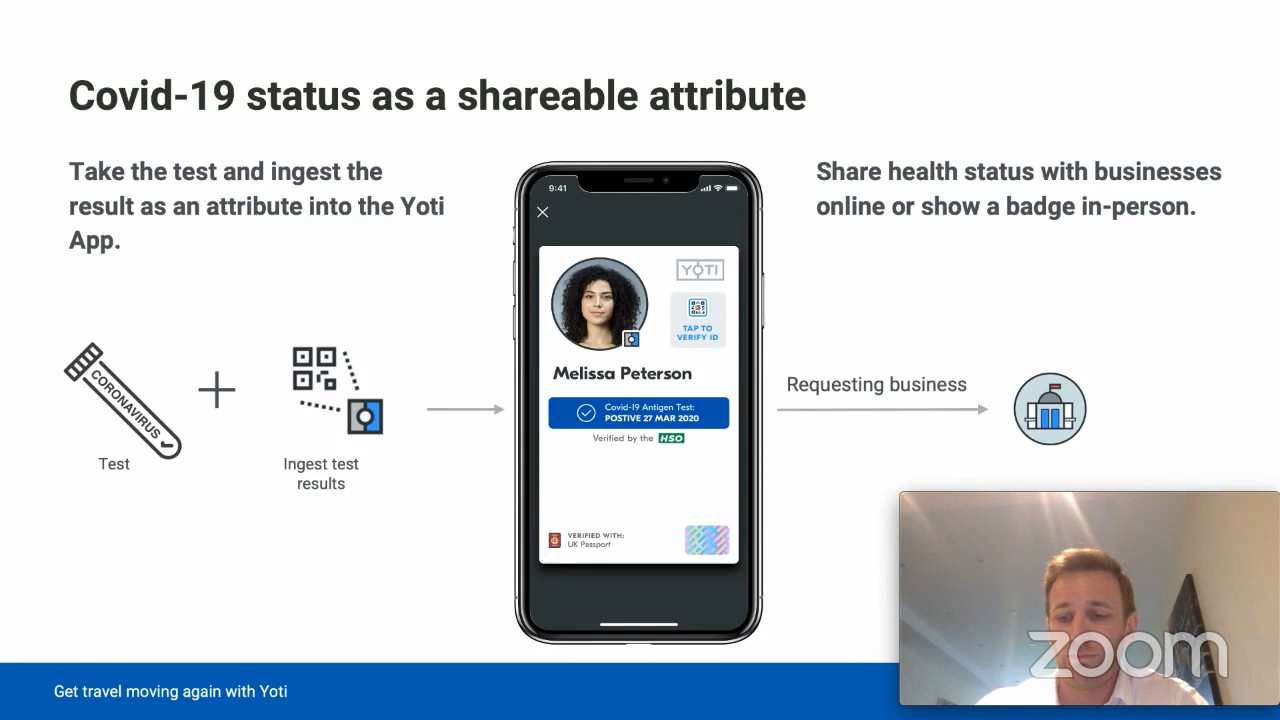 Covid-19 status as a shareable attribute
Take the test and ingest the
result as an attribute into the Yoti
App.
CORONAVIRUS
Test
Ingest test
results
9:41
YOTI
TAP TO
VERIFY ID
Melissa Peterson
Covid-19 Antigen Test:
POSTIVE 27 MAR 2020
Verified by the HSO
VERIFIED WITH:
UK Passport
Share health status with businesses
online or show a badge in-person.
Requesting business
zoom
Get travel moving again with Yoti